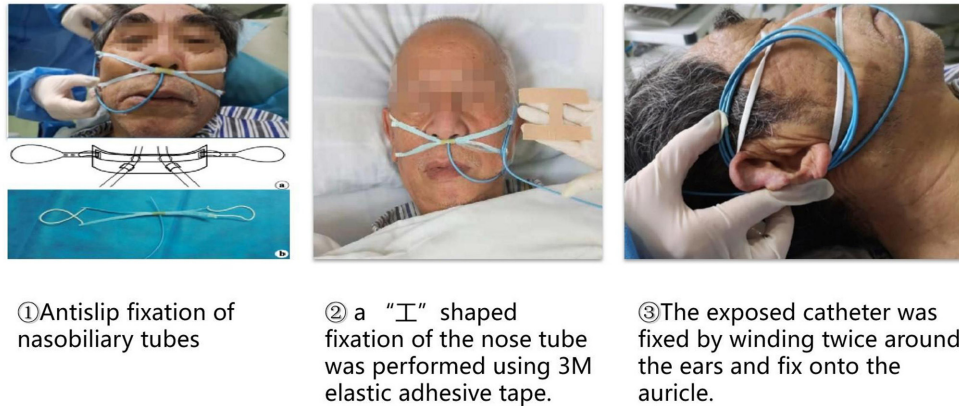 a
b
①Antislip fixation of
nasobiliary tubes
② a “工” shaped
fixation of the nose tube
was performed using 3M
elastic adhesive tape.
③The exposed catheter was
fixed by winding twice around
the ears and fix onto the
auricle.